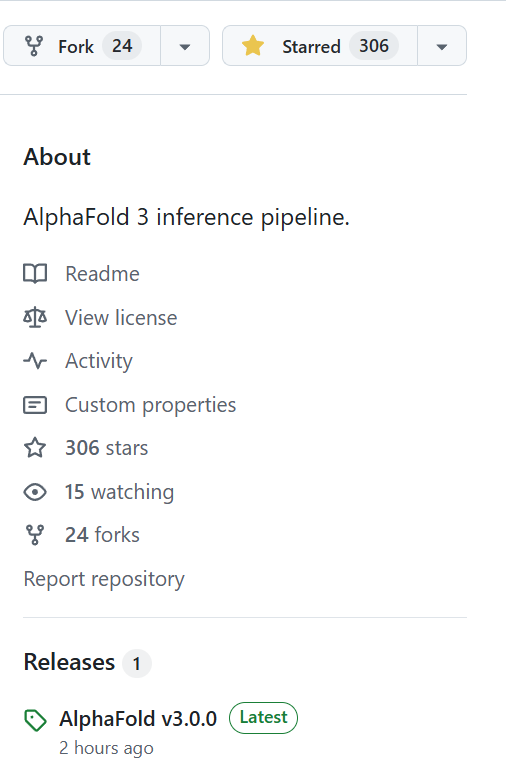 Fork 24 Starred 306
About
AlphaFold 3 inference pipeline.
Readme
View license
Activity
Custom properties
306 stars
15 watching
24 forks
Report repository
Releases 1
AlphaFold v3.0.0 Latest
2 hours ago